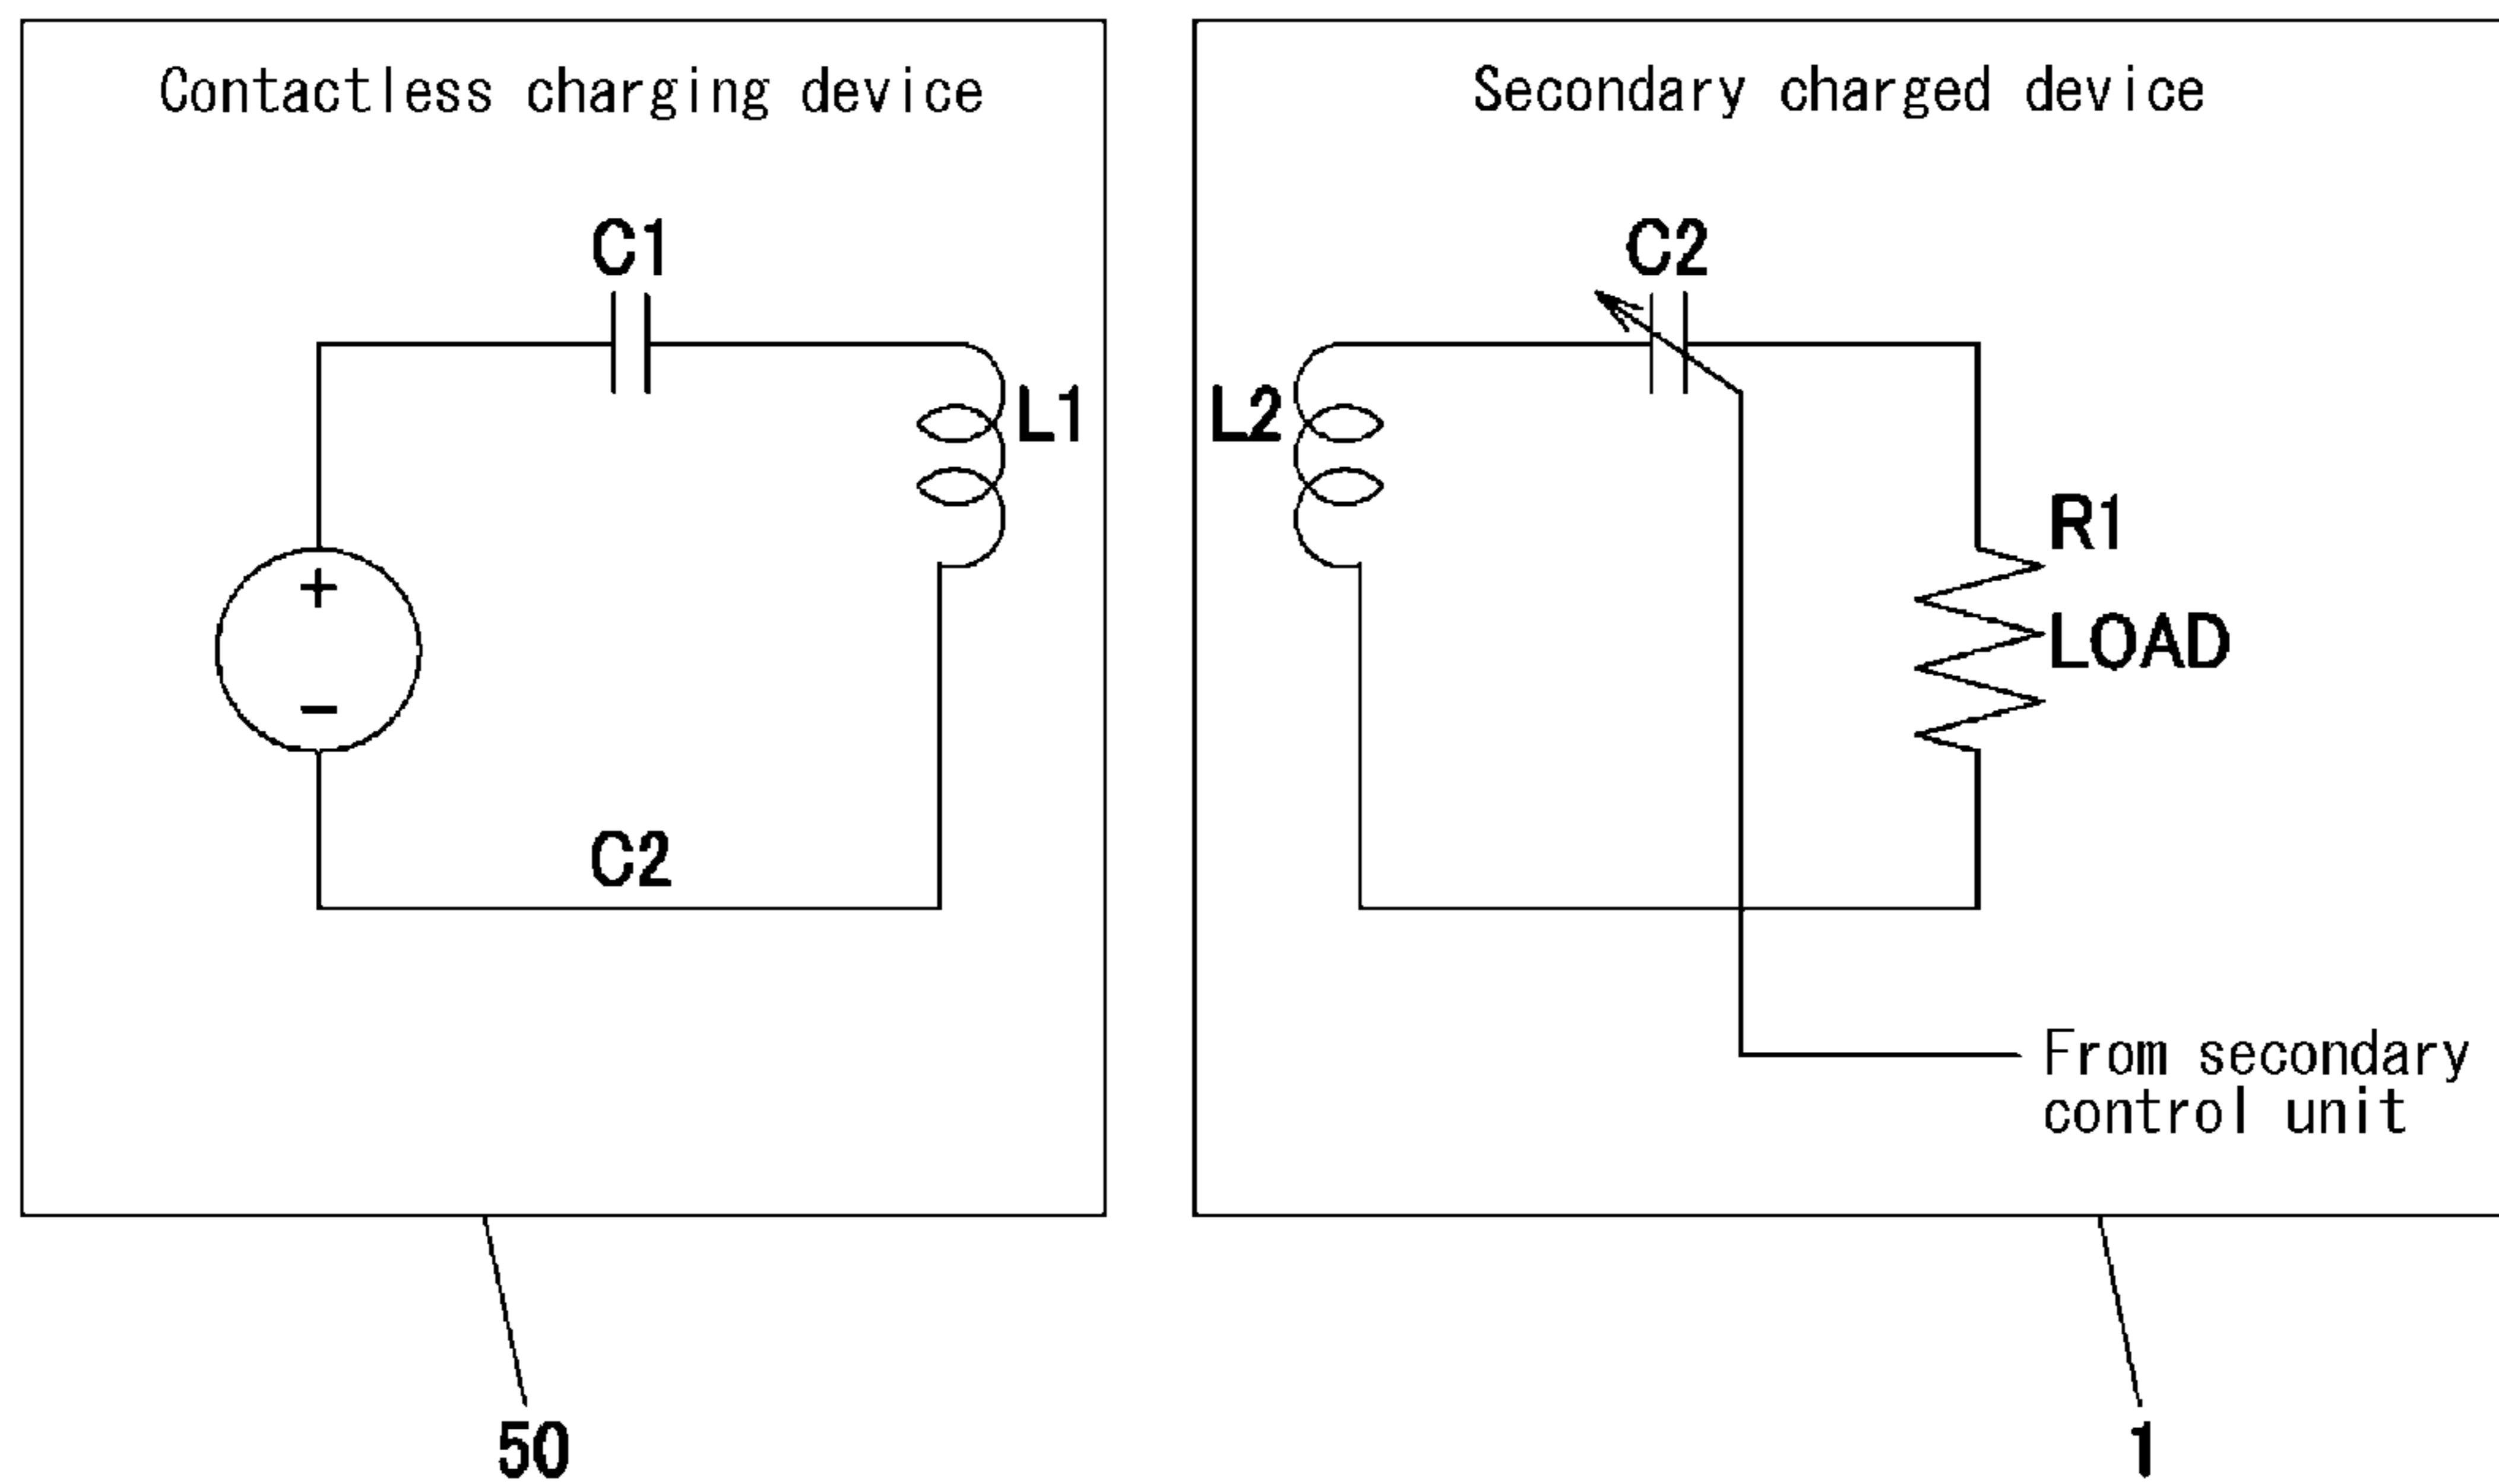 Contactless charging device
Secondary charged device
C1
C2
L1
L2
R1
+
LOAD
−
C2
From secondary
control unit
50
1